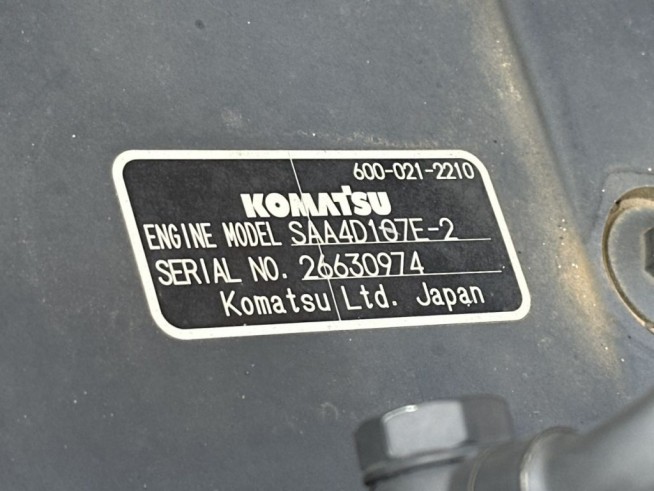 600-021-2210
KOMATSU
ENGINE MODEL SAA4D107E-2
SERIAL NO. 26630974
Komatsu Ltd. Japan